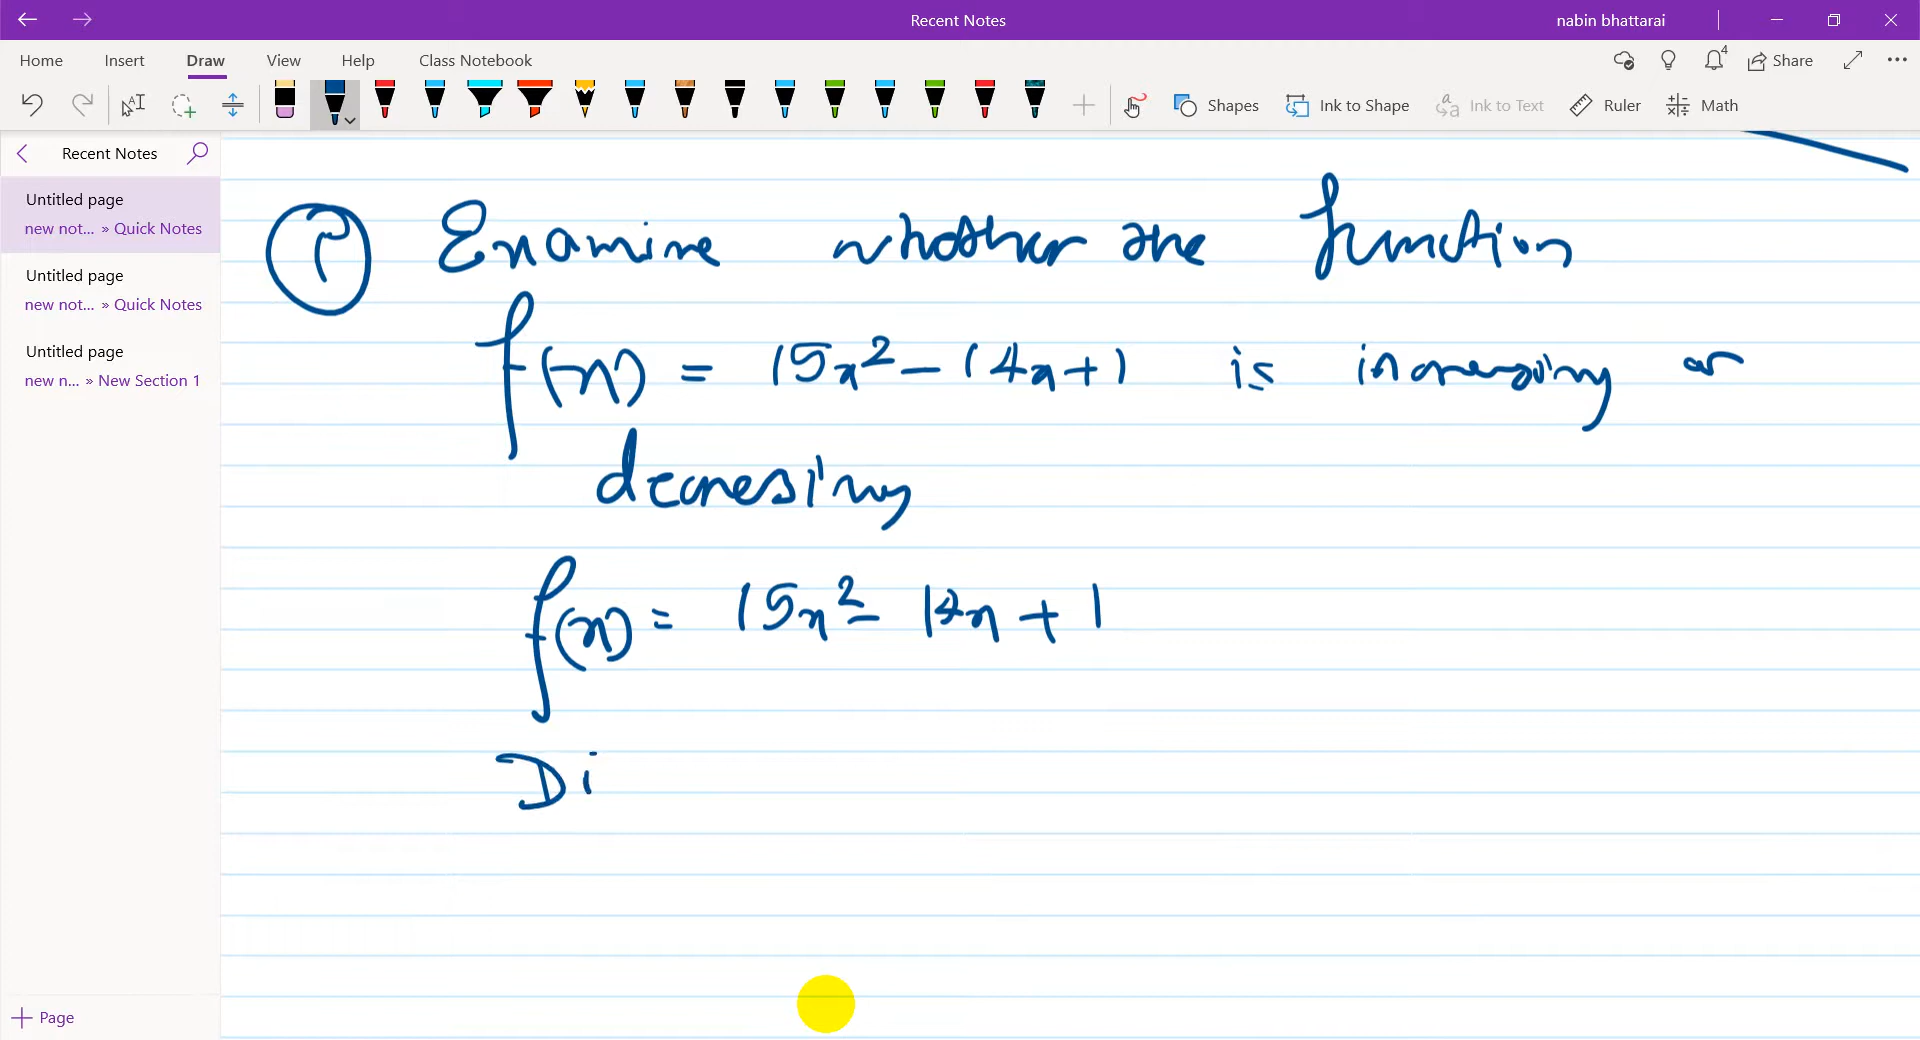 Recent Notes
nabin bhattarai
Home Insert Draw View Help Class Notebook
4 Share
Shapes Ink to Shape Ink to Text Ruler Math
Recent Notes
Untitled page
new not... » Quick Notes
Untitled page
new not... » Quick Notes
Untitled page
new n... » New Section 1
Page
Examine whether the function
f(x) = 15x² - 14x + 1 is increasing or
decreasing
f(x) = 15x² - 14x + 1
Di